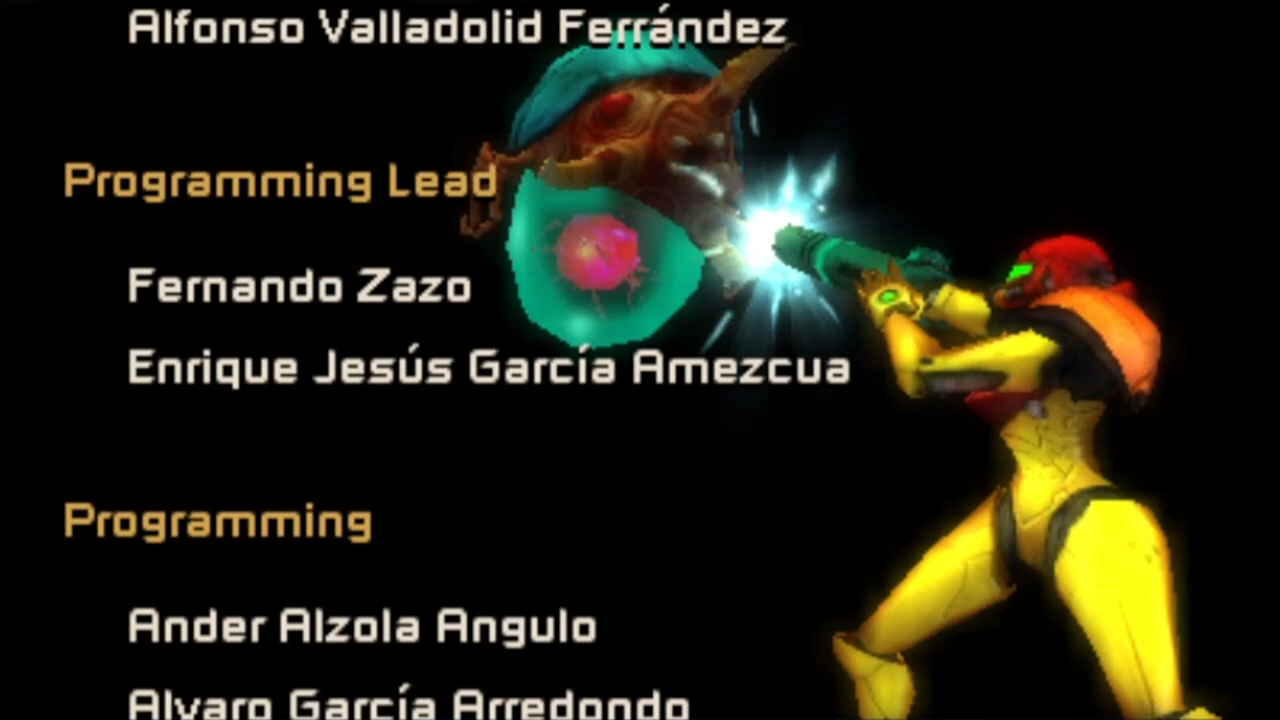 Alfonso Valladolid Ferrández
Programming Lead
Fernando Zazo
Enrique Jesús García Amezcua
Programming
Ander Alzola Angulo
Alvaro García Arredondo